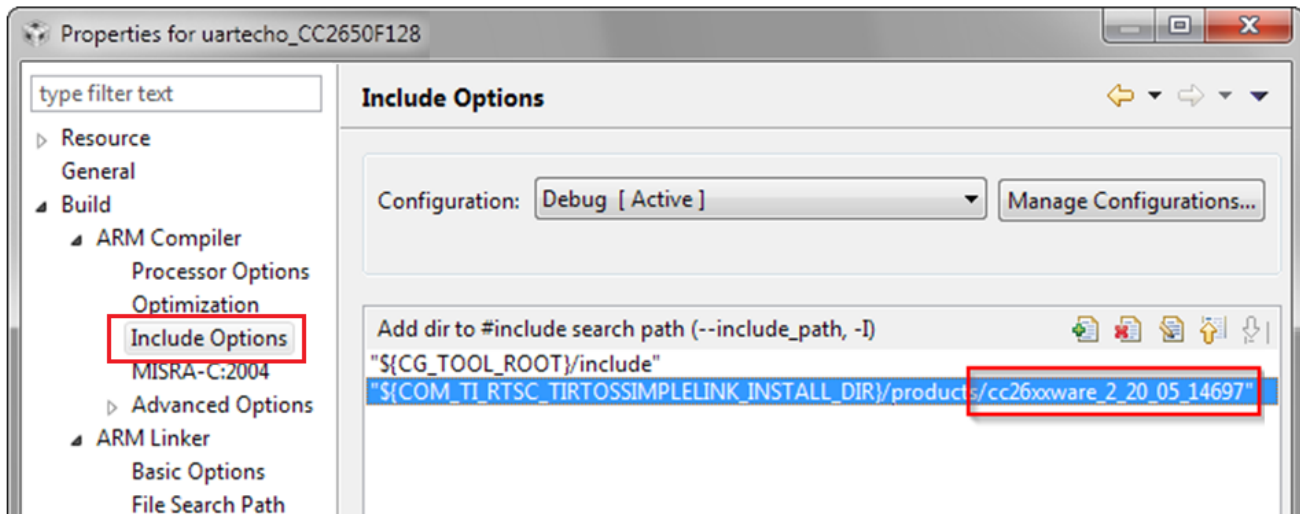 Properties for uartecho_CC2650F128
type filter text
Resource
General
Build
ARM Compiler
Processor Options
Optimization
Include Options
MISRA-C:2004
Advanced Options
ARM Linker
Basic Options
File Search Path
Include Options
Configuration: Debug [ Active ] Manage Configurations...
Add dir to #include search path (--include_path, -I)
"${CG_TOOL_ROOT}/include"
"${COM_TI_RTSC_TIRTOSSIMPLELINK_INSTALL_DIR}/products/cc26xxware_2_20_05_14697"